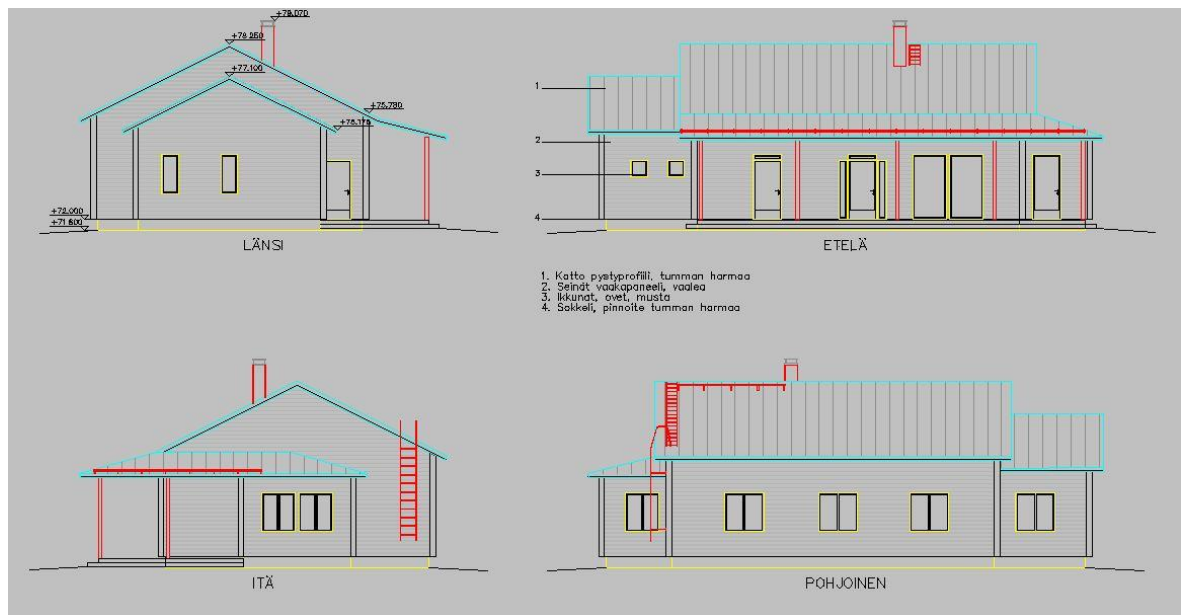 +79.070
+78.250
+77.100
+75.790
+75.175
+72.000
+71.600
LÄNSI
1
2
3
4
ETELÄ
1. Katto pystyprofiili, tumman harmaa
2. Seinät vaakapaneeli, vaalea
3. Ikkunat, ovet, musta
4. Sokkeli, pinnoite tumman harmaa
ITÄ
POHJOINEN